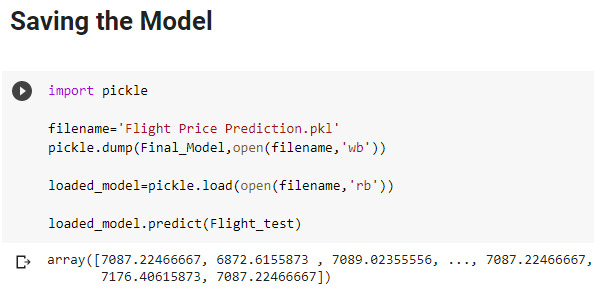 Saving the Model
import pickle
filename='Flight Price Prediction.pkl'
pickle.dump(Final_Model,open(filename,'wb'))
loaded_model=pickle.load(open(filename,'rb'))
loaded_model.predict(Flight_test)
array([7087.22466667, 6872.6155873 , 7089.02355556, ..., 7087.22466667,
7176.40615873, 7087.22466667])